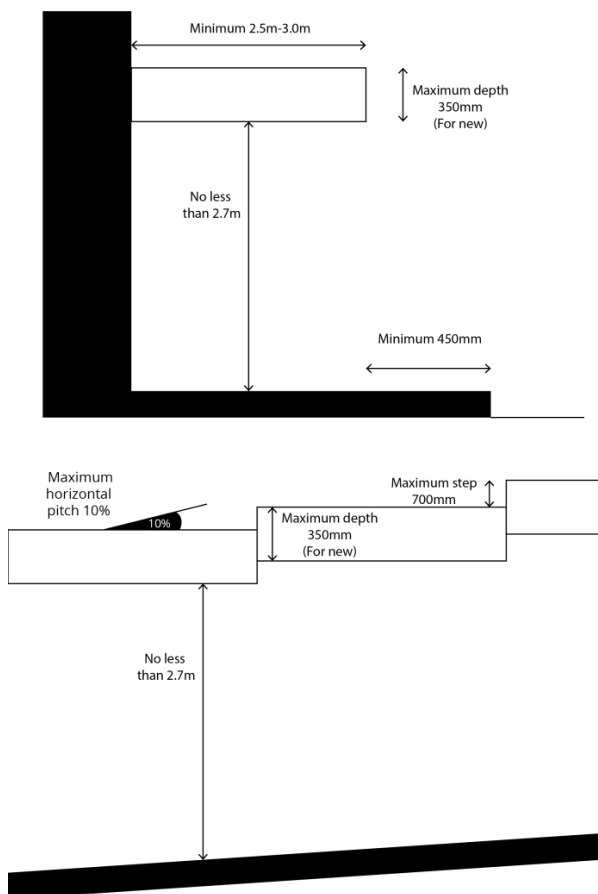 Minimum 2.5m-3.0m
Maximum depth
350mm
(For new)
No less
than 2.7m
Minimum 450mm
Maximum
horizontal
pitch 10%
10%
Maximum step
700mm
Maximum depth
350mm
(For new)
No less
than 2.7m